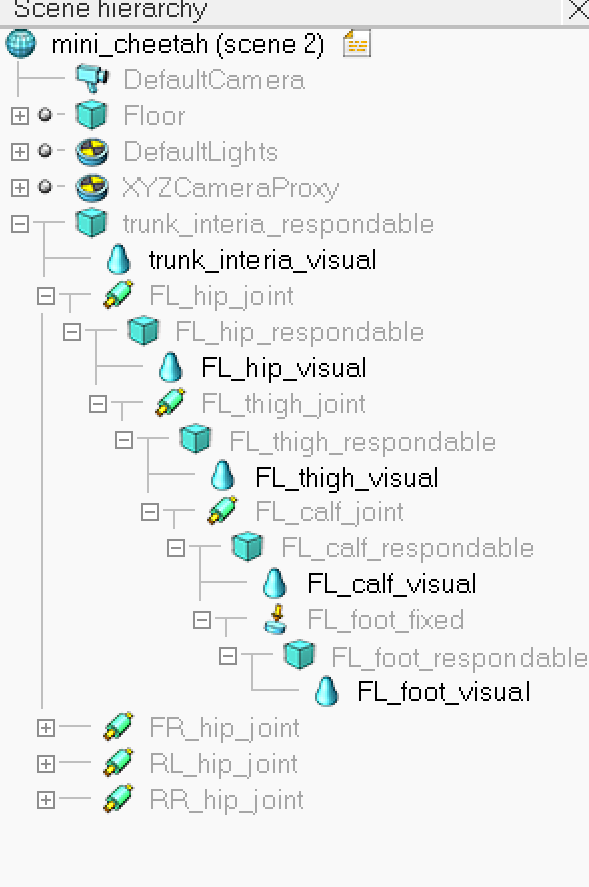 Scene hierarchy
mini_cheetah (scene 2)
DefaultCamera
Floor
DefaultLights
XYZCameraProxy
trunk_interia_respondable
trunk_interia_visual
FL_hip_joint
FL_hip_respondable
FL_hip_visual
FL_thigh_joint
FL_thigh_respondable
FL_thigh_visual
FL_calf_joint
FL_calf_respondable
FL_calf_visual
FL_foot_fixed
FL_foot_respondable
FL_foot_visual
FR_hip_joint
RL_hip_joint
RR_hip_joint